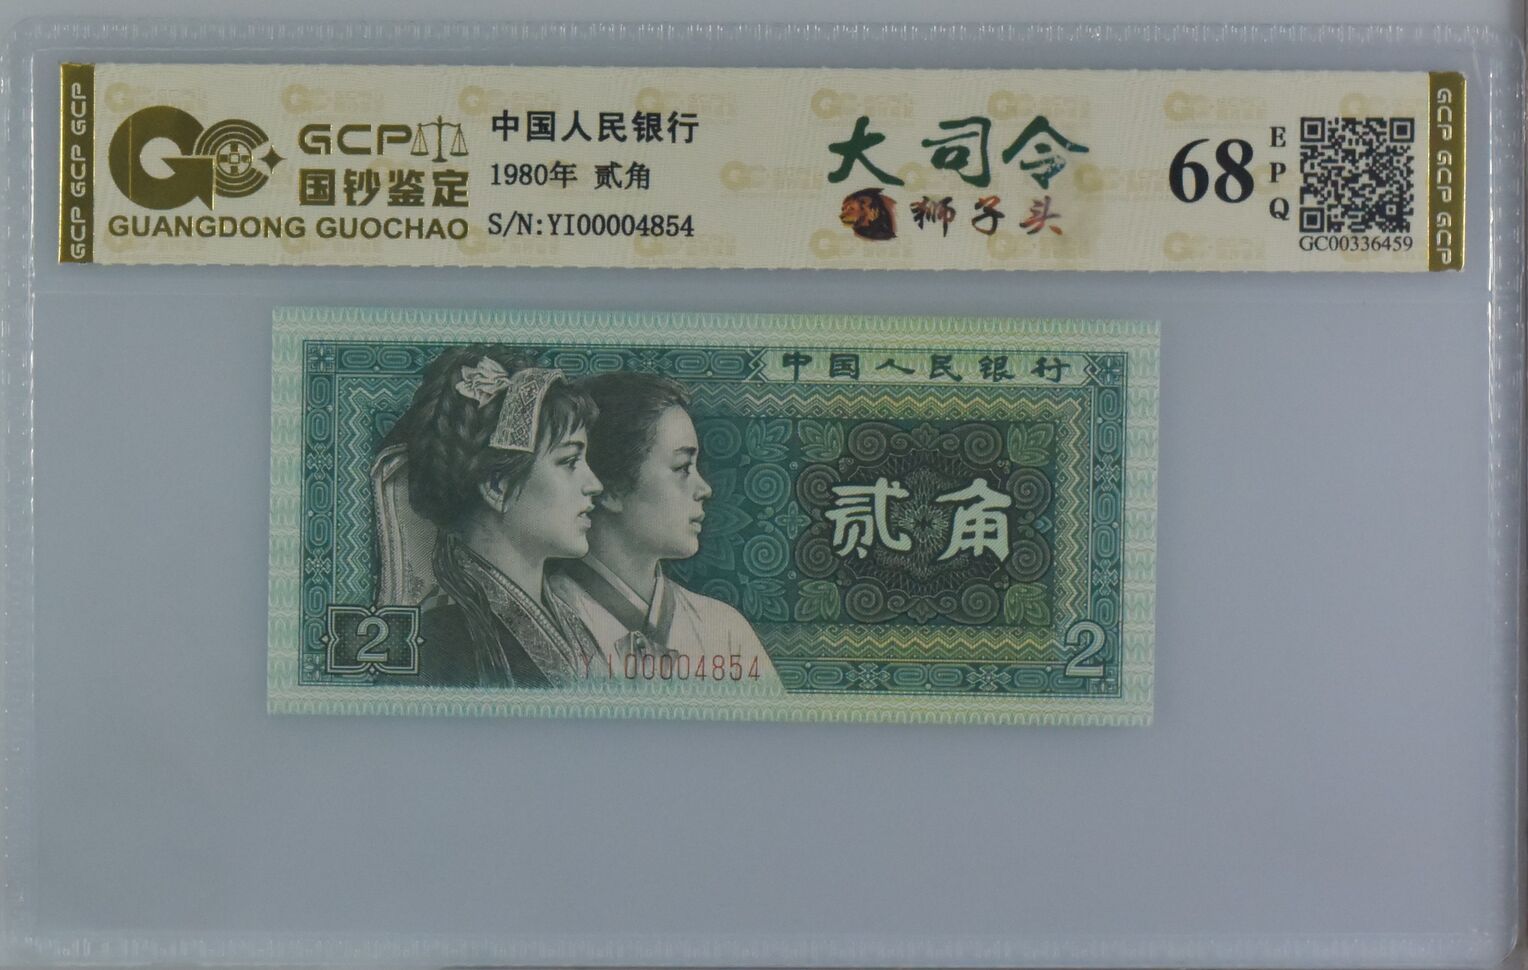 GCP GCP GCP
GCP
国钞鉴定
GUANGDONG GUOCHAO
中国人民银行
1980年 贰角
S/N:YI00004854
大司令
狮子头
68
EPQ
GC00336459
GCP GCP GCP
中国人民银行
贰角
2
2
YI00004854